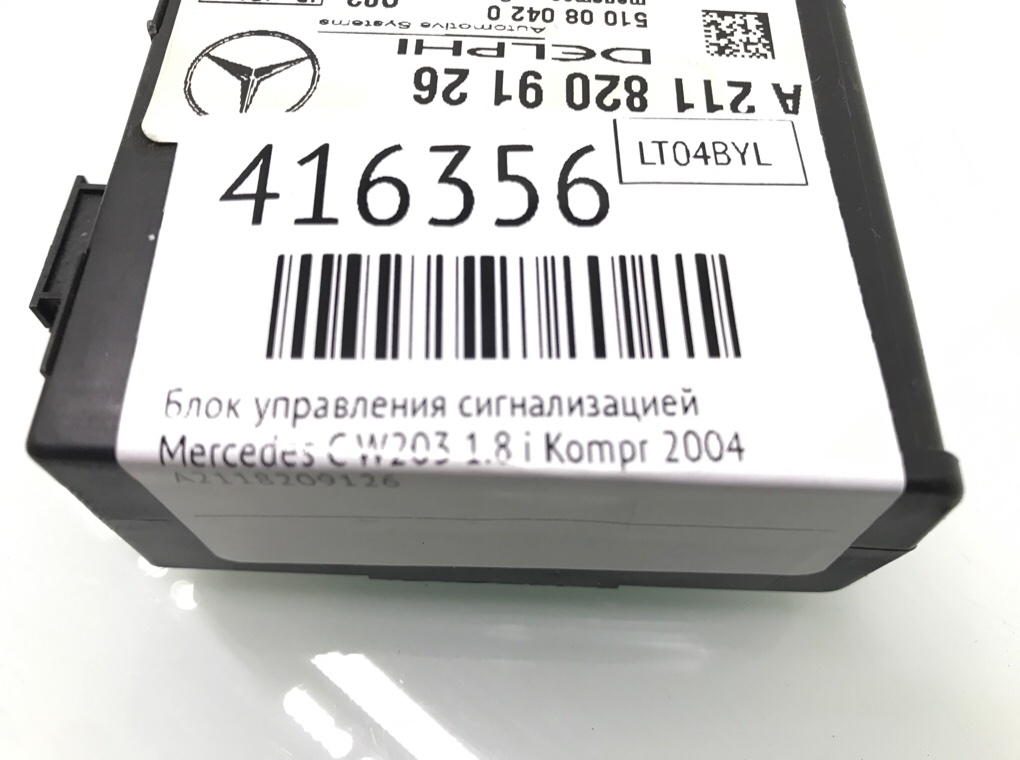 510 08 042 0
Automotive Systems
DELPHI
A 211 820 91 26
416356
LT04BYL
Блок управления сигнализацией
Mercedes C W203 1.8 i Kompr 2004
A2118209126